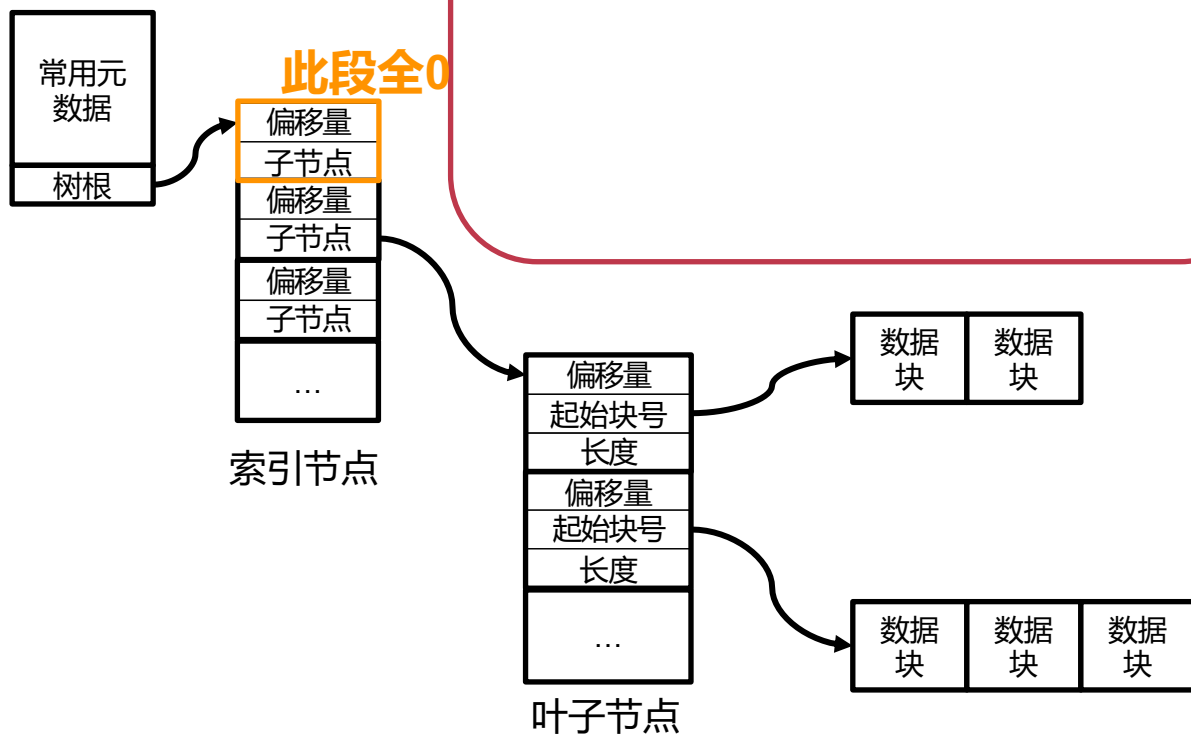 常用元
数据
树根
此段全0
偏移量
子节点
偏移量
子节点
偏移量
子节点
…
索引节点
偏移量
起始块号
长度
偏移量
起始块号
长度
…
叶子节点
数据
块
数据
块
数据
块
数据
块
数据
块